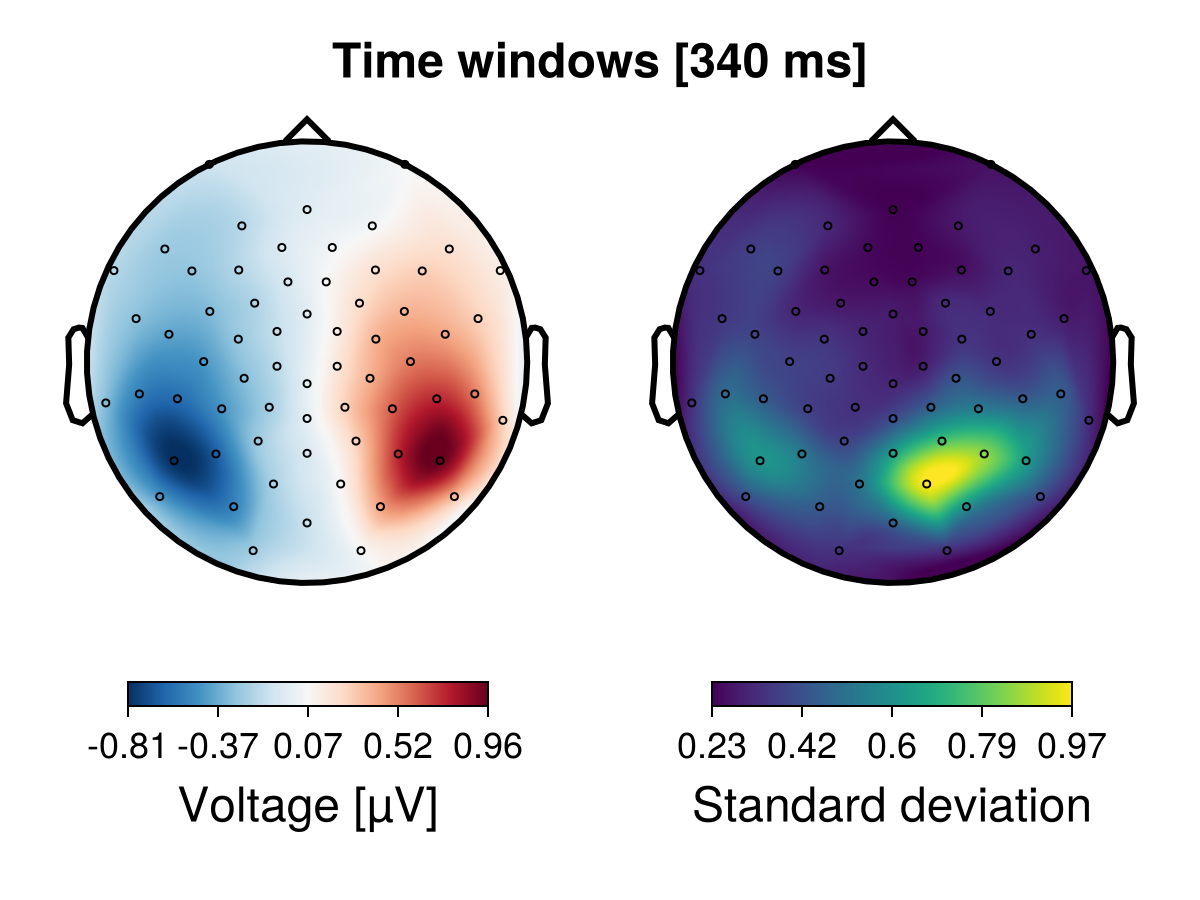 Time windows [340 ms]
-0.81 -0.37 0.07 0.52 0.96
Voltage [µV]
0.23 0.42 0.6 0.79 0.97
Standard deviation